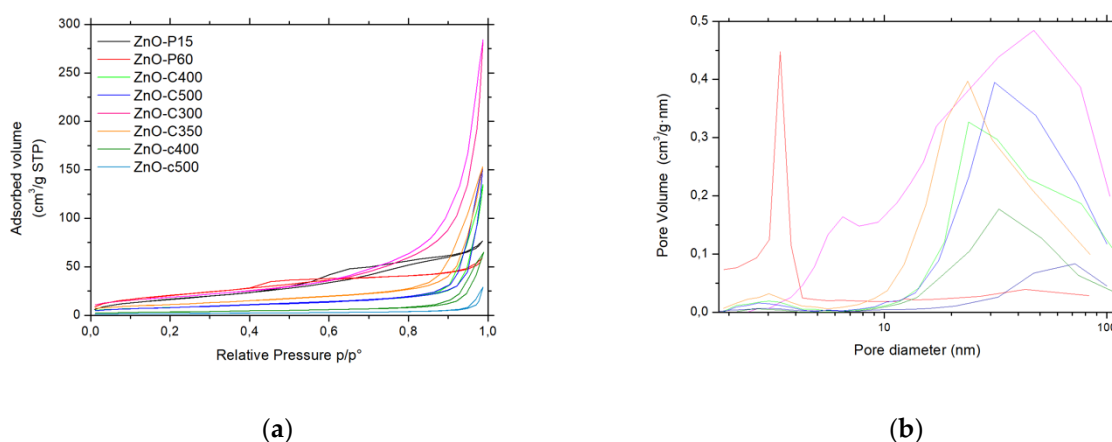 300
250
200
150
100
50
0
0,0
0,2
0,4
0,6
0,8
1,0
Adsorbed volume
(cm³/g STP)
Relative Pressure p/p°
ZnO-P15
ZnO-P60
ZnO-C400
ZnO-C500
ZnO-C300
ZnO-C350
ZnO-c400
ZnO-c500
(a)
0,5
0,4
0,3
0,2
0,1
0,0
10
100
Pore Volume (cm³/g·nm)
Pore diameter (nm)
(b)